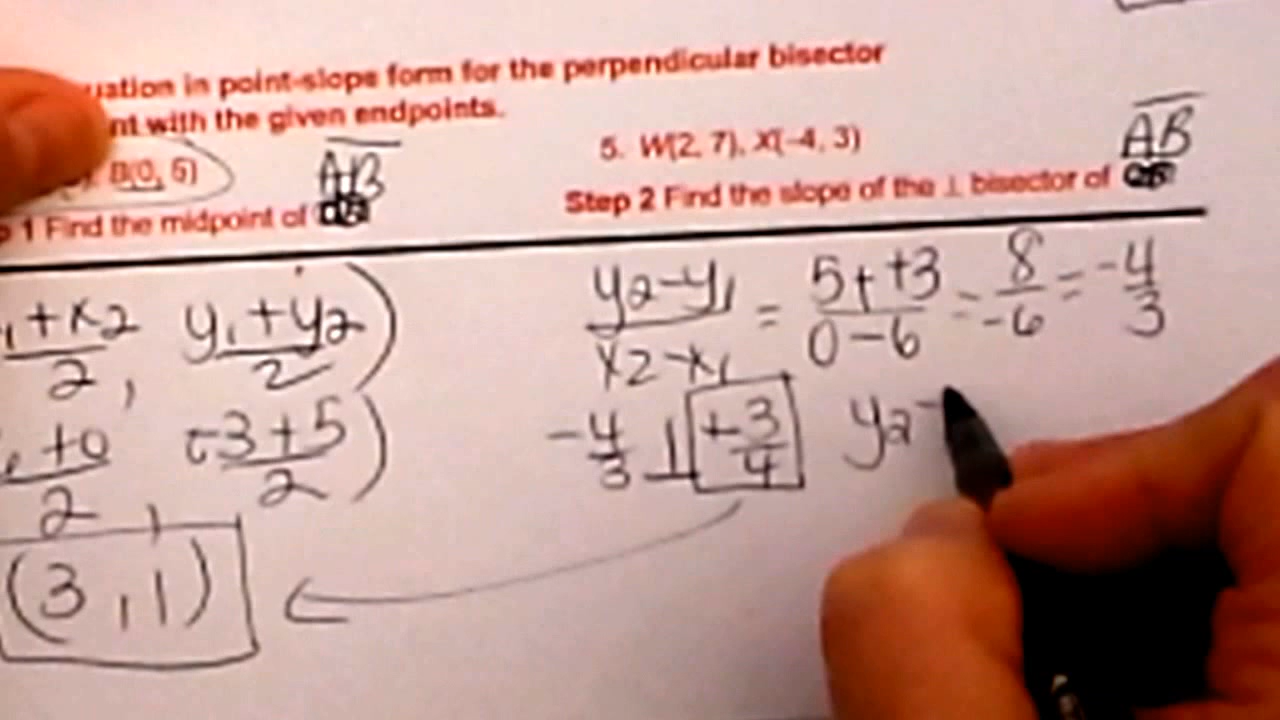 uation in point-slope form for the perpendicular bisector
nt with the given endpoints.
B(0, 5) AB 5. W(2, 7), X(-4, 3) AB
1 Find the midpoint of Step 2 Find the slope of the ⊥ bisector of
1 + x2 / 2, y1 + y2 / 2) y2 - y1 / x2 - x1 = 5 + +3 / 0 - 6 = 8 / -6 = -4 / 3
+ 0 / 2, -3 + 5 / 2) -4 / 3 ⊥ +3 / 4 y2 -
(3, 1)